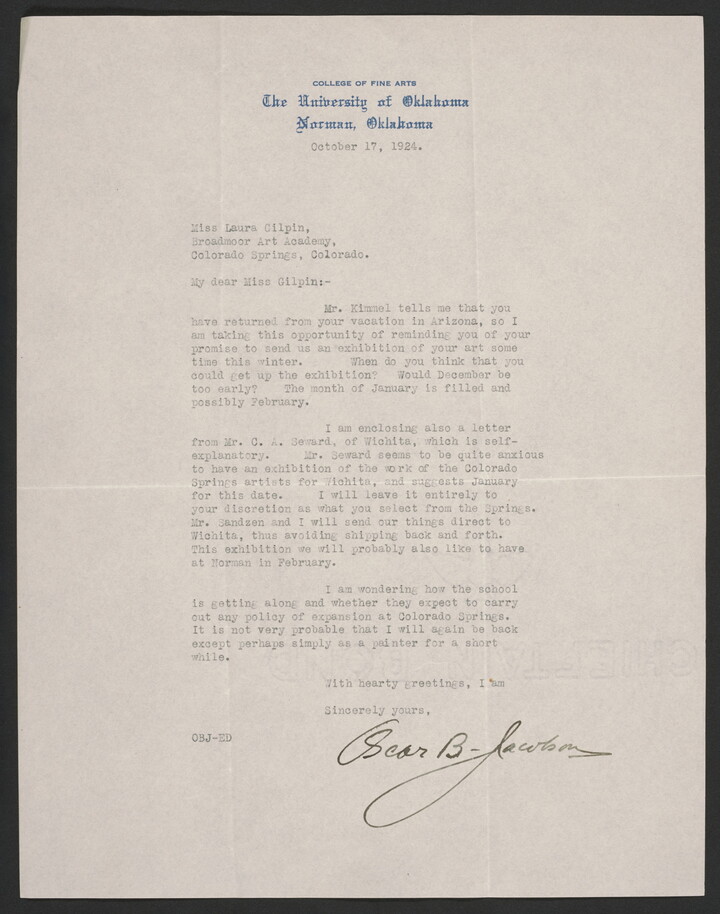 COLLEGE OF FINE ARTS
The University of Oklahoma
Norman, Oklahoma
October 17, 1924.
Miss Laura Gilpin,
Broadmoor Art Academy,
Colorado Springs, Colorado.
My dear Miss Gilpin:-
Mr. Kimmel tells me that you
have returned from your vacation in Arizona, so I
am taking this opportunity of reminding you of your
promise to send us an exhibition of your art some
time this winter. When do you think that you
could get up the exhibition? Would December be
too early? The month of January is filled and
possibly February.
I am enclosing also a letter
from Mr. C. A. Seward, of Wichita, which is self-
explanatory. Mr. Seward seems to be quite anxious
to have an exhibition of the work of the Colorado
Springs artists for Wichita, and suggests January
for this date. I will leave it entirely to
your discretion as what you select from the Springs.
Mr. Sandzen and I will send our things direct to
Wichita, thus avoiding shipping back and forth.
This exhibition we will probably also like to have
at Norman in February.
I am wondering how the school
is getting along and whether they expect to carry
out any policy of expansion at Colorado Springs.
It is not very probable that I will again be back
except perhaps simply as a painter for a short
while.
With hearty greetings, I am
Sincerely yours,
OBJ-ED
Oscar B- Jacobson